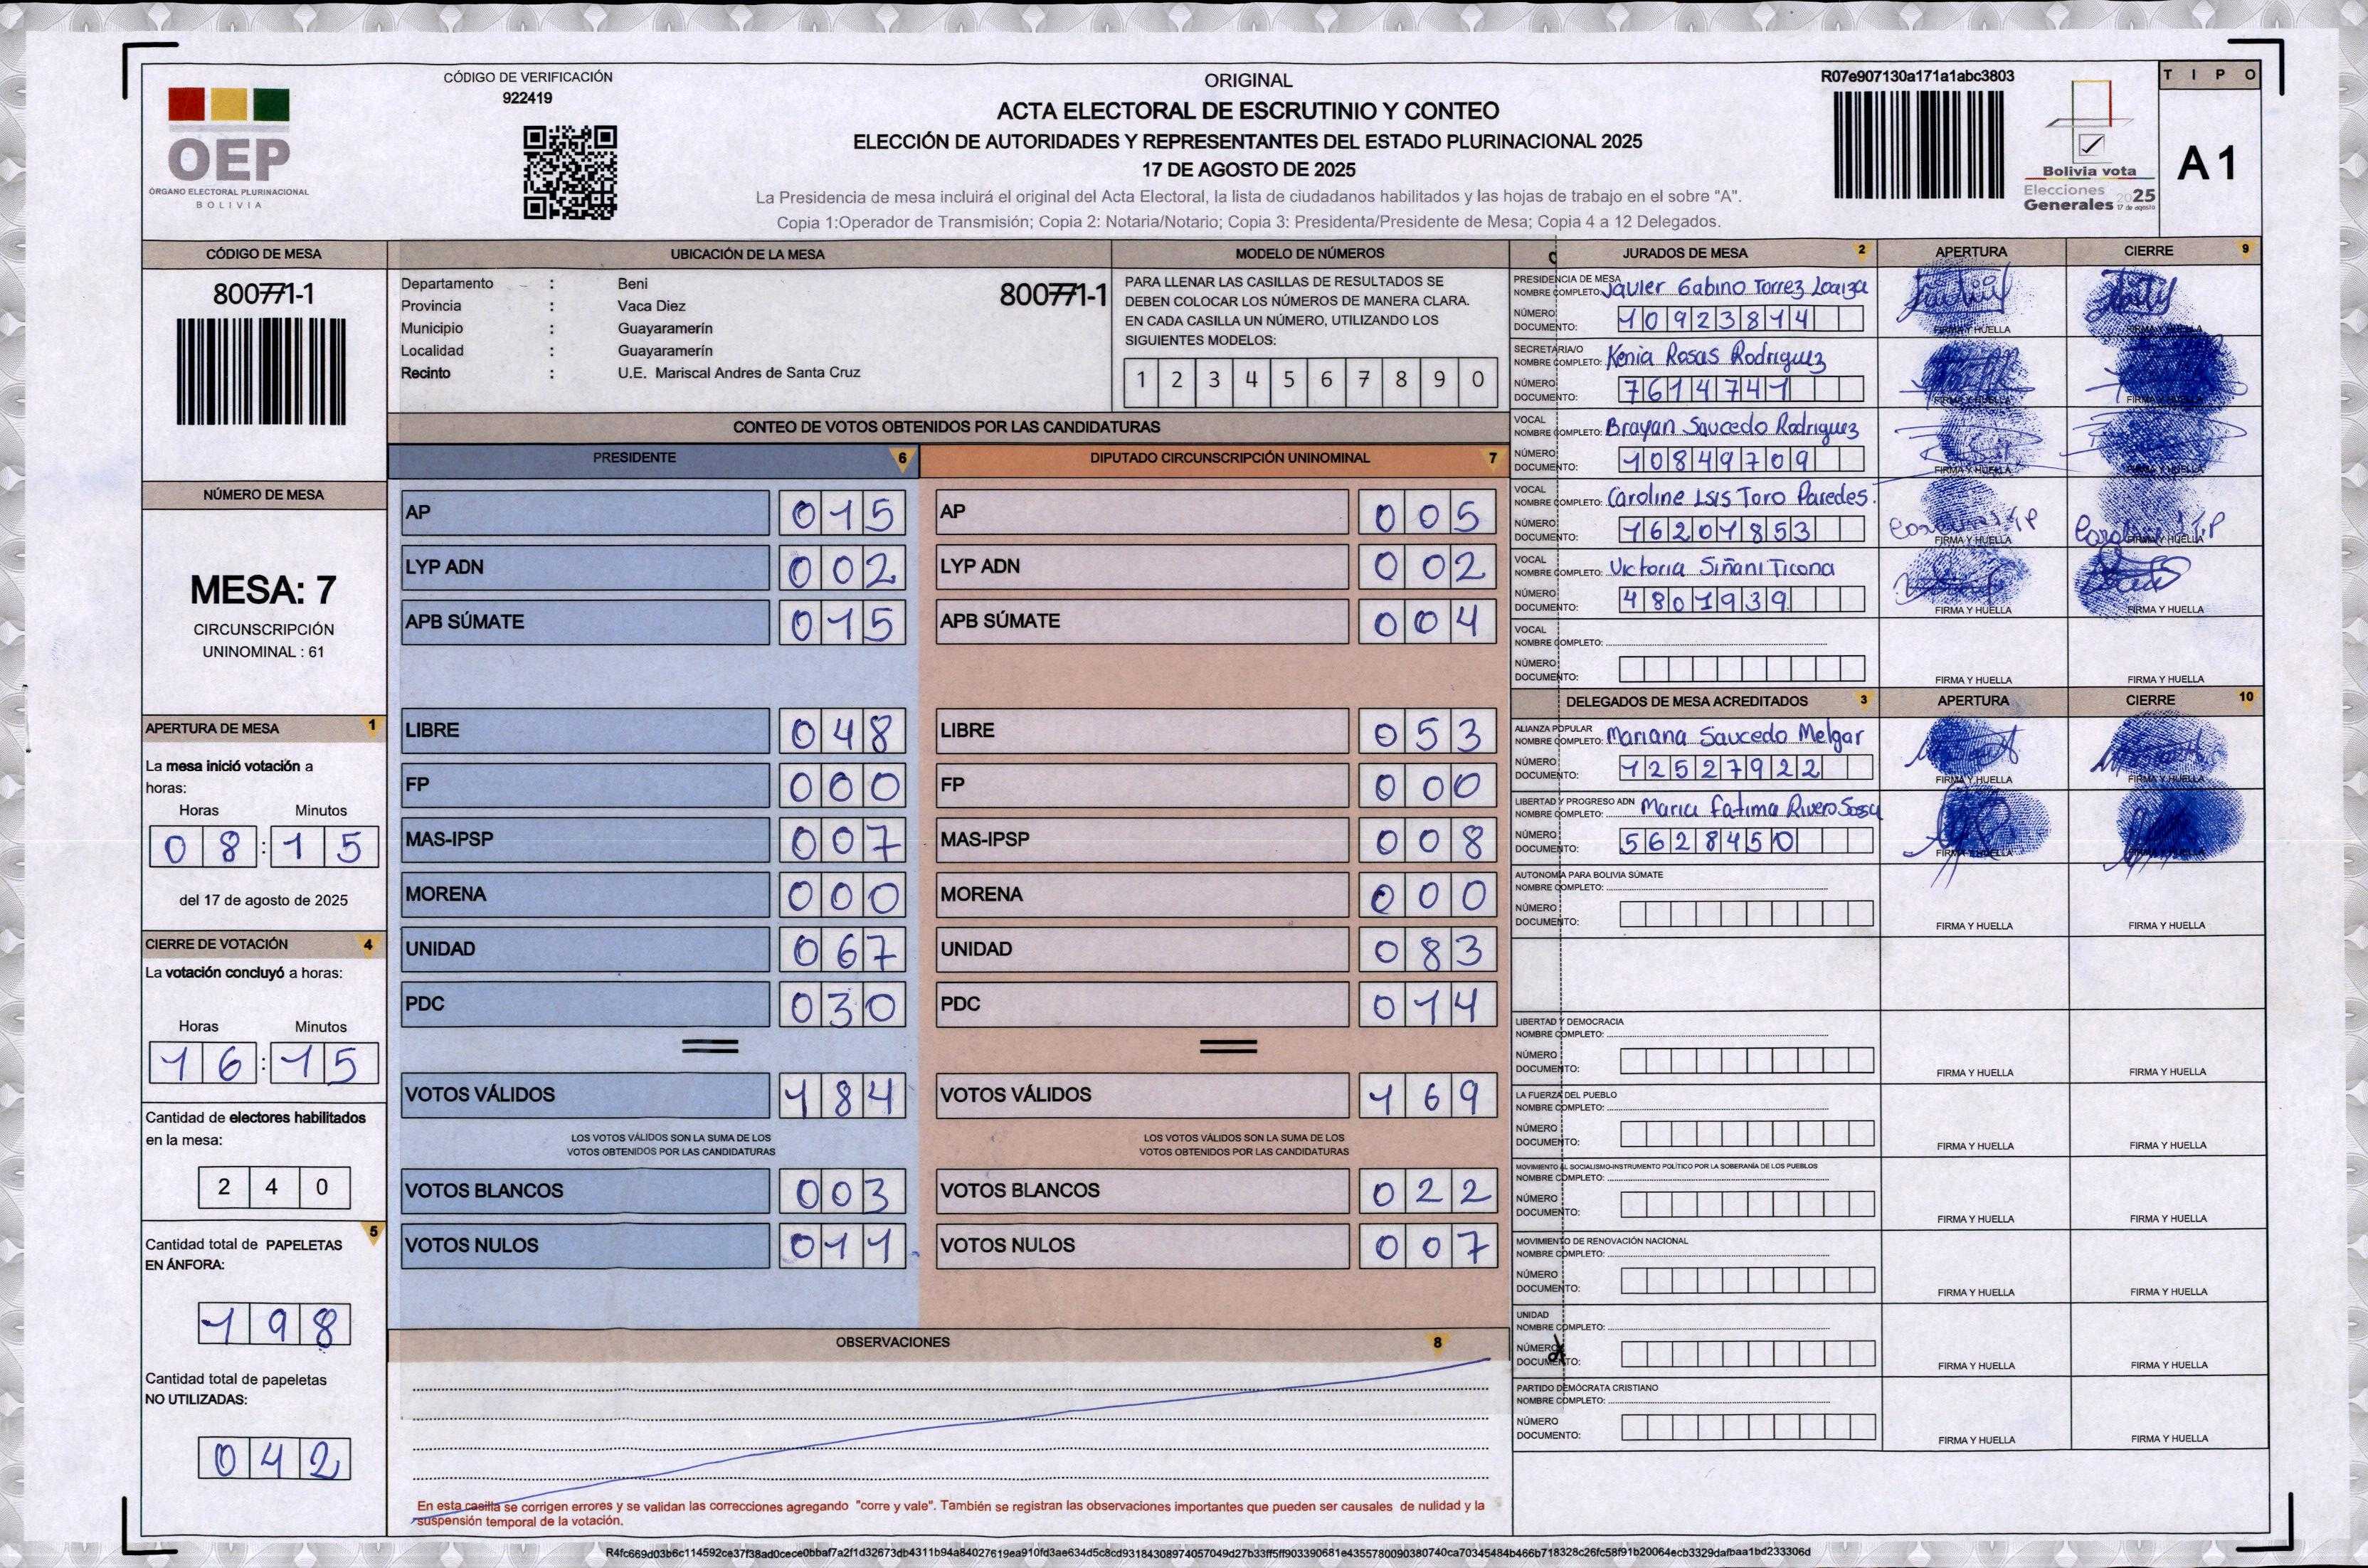 CÓDIGO DE VERIFICACIÓN
922419
OEP
ÓRGANO ELECTORAL PLURINACIONAL
BOLIVIA
ORIGINAL
ACTA ELECTORAL DE ESCRUTINIO Y CONTEO
ELECCIÓN DE AUTORIDADES Y REPRESENTANTES DEL ESTADO PLURINACIONAL 2025
17 DE AGOSTO DE 2025
La Presidencia de mesa incluirá el original del Acta Electoral, la lista de ciudadanos habilitados y las hojas de trabajo en el sobre "A".
Copia 1:Operador de Transmisión; Copia 2: Notaria/Notario; Copia 3: Presidenta/Presidente de Mesa; Copia 4 a 12 Delegados.
R07e907130a171a1abc3803
Bolivia vota
Elecciones
Generales 2025
17 de agosto
TIPO
A1
CÓDIGO DE MESA
800771-1
NÚMERO DE MESA
MESA: 7
CIRCUNSCRIPCIÓN
UNINOMINAL : 61
APERTURA DE MESA 1
La mesa inició votación a
horas:
Horas Minutos
08:15
del 17 de agosto de 2025
CIERRE DE VOTACIÓN 4
La votación concluyó a horas:
Horas Minutos
16:15
Cantidad de electores habilitados
en la mesa:
240
5
Cantidad total de PAPELETAS
EN ÁNFORA:
198
Cantidad total de papeletas
NO UTILIZADAS:
042
UBICACIÓN DE LA MESA
Departamento : Beni
800771-1
Provincia : Vaca Diez
Municipio : Guayaramerín
Localidad : Guayaramerín
Recinto : U.E. Mariscal Andres de Santa Cruz
MODELO DE NÚMEROS
PARA LLENAR LAS CASILLAS DE RESULTADOS SE
DEBEN COLOCAR LOS NÚMEROS DE MANERA CLARA.
EN CADA CASILLA UN NÚMERO, UTILIZANDO LOS
SIGUIENTES MODELOS:
1 2 3 4 5 6 7 8 9 0
CONTEO DE VOTOS OBTENIDOS POR LAS CANDIDATURAS
PRESIDENTE 6
AP 015
LYP ADN 002
APB SÚMATE 015
LIBRE 048
FP 000
MAS-IPSP 007
MORENA 000
UNIDAD 067
PDC 030
VOTOS VÁLIDOS 184
LOS VOTOS VÁLIDOS SON LA SUMA DE LOS
VOTOS OBTENIDOS POR LAS CANDIDATURAS
VOTOS BLANCOS 003
VOTOS NULOS 011
DIPUTADO CIRCUNSCRIPCIÓN UNINOMINAL 7
AP 005
LYP ADN 002
APB SÚMATE 004
LIBRE 053
FP 000
MAS-IPSP 008
MORENA 000
UNIDAD 083
PDC 014
VOTOS VÁLIDOS 169
LOS VOTOS VÁLIDOS SON LA SUMA DE LOS
VOTOS OBTENIDOS POR LAS CANDIDATURAS
VOTOS BLANCOS 022
VOTOS NULOS 007
OBSERVACIONES 8
En esta casilla se corrigen errores y se validan las correcciones agregando "corre y vale". También se registran las observaciones importantes que pueden ser causales de nulidad y la
suspensión temporal de la votación.
JURADOS DE MESA 2 APERTURA CIERRE 9
PRESIDENCIA DE MESA
NOMBRE COMPLETO: Javier Gabino Torrez Loaiza
NÚMERO
DOCUMENTO: 10923814
FIRMA Y HUELLA FIRMA Y HUELLA
SECRETARIA/O
NOMBRE COMPLETO: Kenia Rosas Rodriguez
NÚMERO
DOCUMENTO: 7614741
FIRMA Y HUELLA FIRMA Y HUELLA
VOCAL
NOMBRE COMPLETO: Brayan Saucedo Rodriguez
NÚMERO
DOCUMENTO: 10849709
FIRMA Y HUELLA FIRMA Y HUELLA
VOCAL
NOMBRE COMPLETO: Caroline Isis Toro Paredes.
NÚMERO
DOCUMENTO: 16201853
FIRMA Y HUELLA FIRMA Y HUELLA
VOCAL
NOMBRE COMPLETO: Victoria Siñani Ticona
NÚMERO
DOCUMENTO: 4801939
FIRMA Y HUELLA FIRMA Y HUELLA
VOCAL
NOMBRE COMPLETO:
NÚMERO
DOCUMENTO:
FIRMA Y HUELLA FIRMA Y HUELLA
DELEGADOS DE MESA ACREDITADOS 3 APERTURA CIERRE 10
ALIANZA POPULAR
NOMBRE COMPLETO: Mariana Saucedo Melgar
NÚMERO
DOCUMENTO: 12527922
FIRMA Y HUELLA FIRMA Y HUELLA
LIBERTAD Y PROGRESO ADN
NOMBRE COMPLETO: Maria Fatima Rivero Sosa
NÚMERO
DOCUMENTO: 5628450
FIRMA Y HUELLA FIRMA Y HUELLA
AUTONOMÍA PARA BOLIVIA SÚMATE
NOMBRE COMPLETO:
NÚMERO
DOCUMENTO:
FIRMA Y HUELLA FIRMA Y HUELLA
LIBERTAD Y DEMOCRACIA
NOMBRE COMPLETO:
NÚMERO
DOCUMENTO:
FIRMA Y HUELLA FIRMA Y HUELLA
LA FUERZA DEL PUEBLO
NOMBRE COMPLETO:
NÚMERO
DOCUMENTO:
FIRMA Y HUELLA FIRMA Y HUELLA
MOVIMIENTO AL SOCIALISMO-INSTRUMENTO POLÍTICO POR LA SOBERANÍA DE LOS PUEBLOS
NOMBRE COMPLETO:
NÚMERO
DOCUMENTO:
FIRMA Y HUELLA FIRMA Y HUELLA
MOVIMIENTO DE RENOVACIÓN NACIONAL
NOMBRE COMPLETO:
NÚMERO
DOCUMENTO:
FIRMA Y HUELLA FIRMA Y HUELLA
UNIDAD
NOMBRE COMPLETO:
NÚMERO
DOCUMENTO:
FIRMA Y HUELLA FIRMA Y HUELLA
PARTIDO DEMÓCRATA CRISTIANO
NOMBRE COMPLETO:
NÚMERO
DOCUMENTO:
FIRMA Y HUELLA FIRMA Y HUELLA